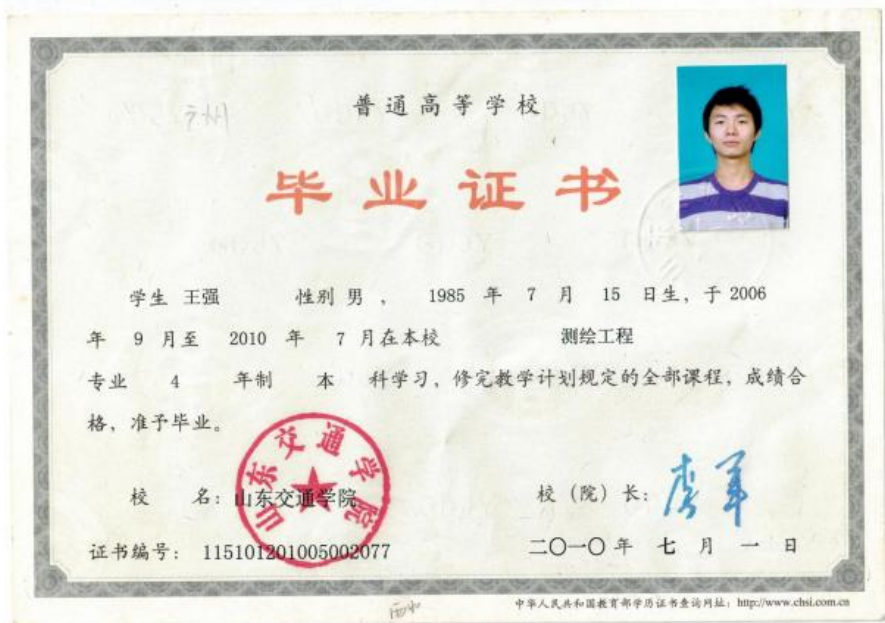 普通高等学校
毕业证书
学生 王强 性别 男 , 1985 年 7 月 15 日生, 于 2006
年 9 月至 2010 年 7 月在本校 测绘工程
专业 4 年制 本 科学习, 修完教学计划规定的全部课程, 成绩合
格, 准予毕业。
山东交通学院
校 名: 山东交通学院
校 (院) 长:
证书编号: 115101201005002077
二〇一〇 年 七 月 一 日
中华人民共和国教育部学历证书查询网址: http://www.chsi.com.cn